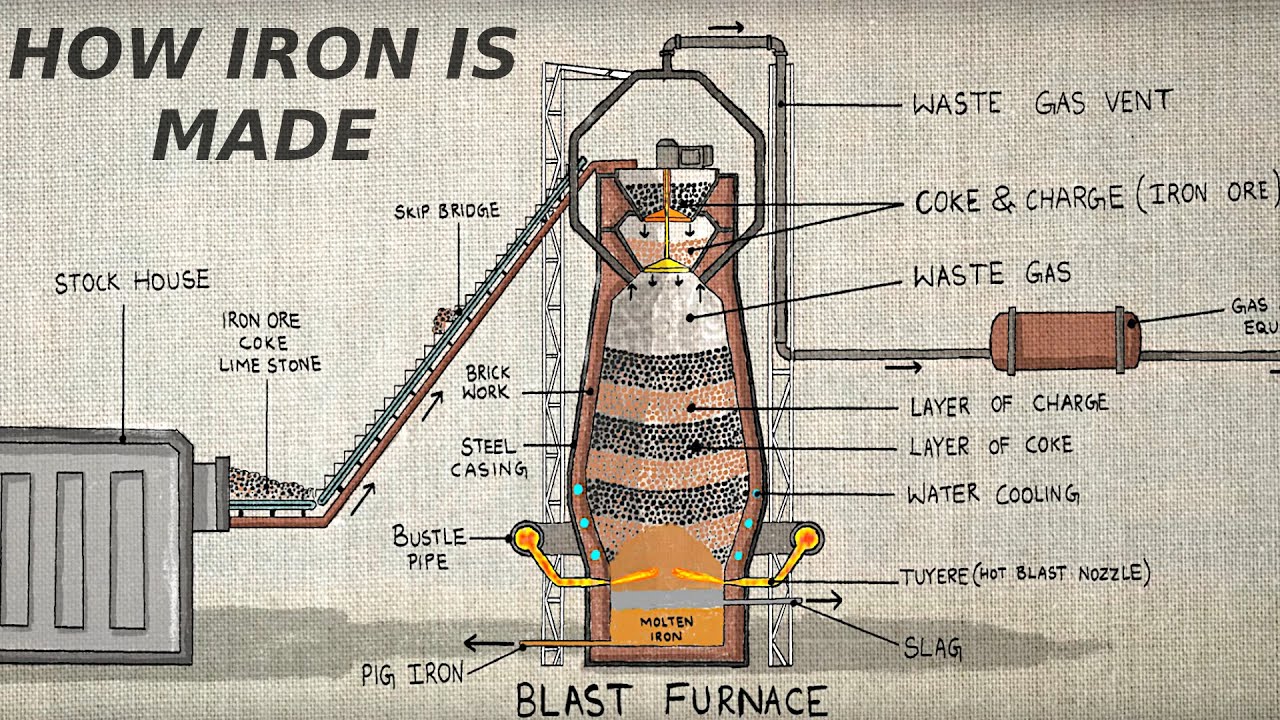 HOW IRON IS
MADE
WASTE GAS VENT
COKE & CHARGE (IRON ORE)
SKIP BRIDGE
STOCK HOUSE
WASTE GAS
IRON ORE
COKE
LIME STONE
GAS
EQU
BRICK
WORK
LAYER OF CHARGE
STEEL
CASING
LAYER OF COKE
WATER COOLING
BUSTLE
PIPE
TUYERE (HOT BLAST NOZZLE)
MOLTEN
IRON
SLAG
PIG IRON
BLAST FURNACE